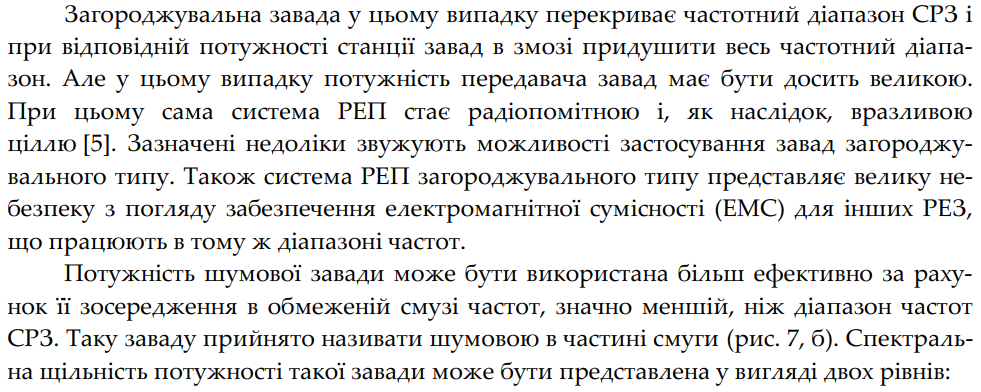 Загороджувальна завада у цьому випадку перекриває частотний діапазон СРЗ і
при відповідній потужності станції завад в змозі придушити весь частотний діапа-
зон. Але у цьому випадку потужність передавача завад має бути досить великою.
При цьому сама система РЕП стає радіопомітною і, як наслідок, вразливою
ціллю [5]. Зазначені недоліки звужують можливості застосування завад загороджу-
вального типу. Також система РЕП загороджувального типу представляє велику не-
безпеку з погляду забезпечення електромагнітної сумісності (ЕМС) для інших РЕЗ,
що працюють в тому ж діапазоні частот.
Потужність шумової завади може бути використана більш ефективно за раху-
нок її зосередження в обмеженій смузі частот, значно меншій, ніж діапазон частот
СРЗ. Таку заваду прийнято називати шумовою в частині смуги (рис. 7, б). Спектраль-
на щільність потужності такої завади може бути представлена у вигляді двох рівнів: